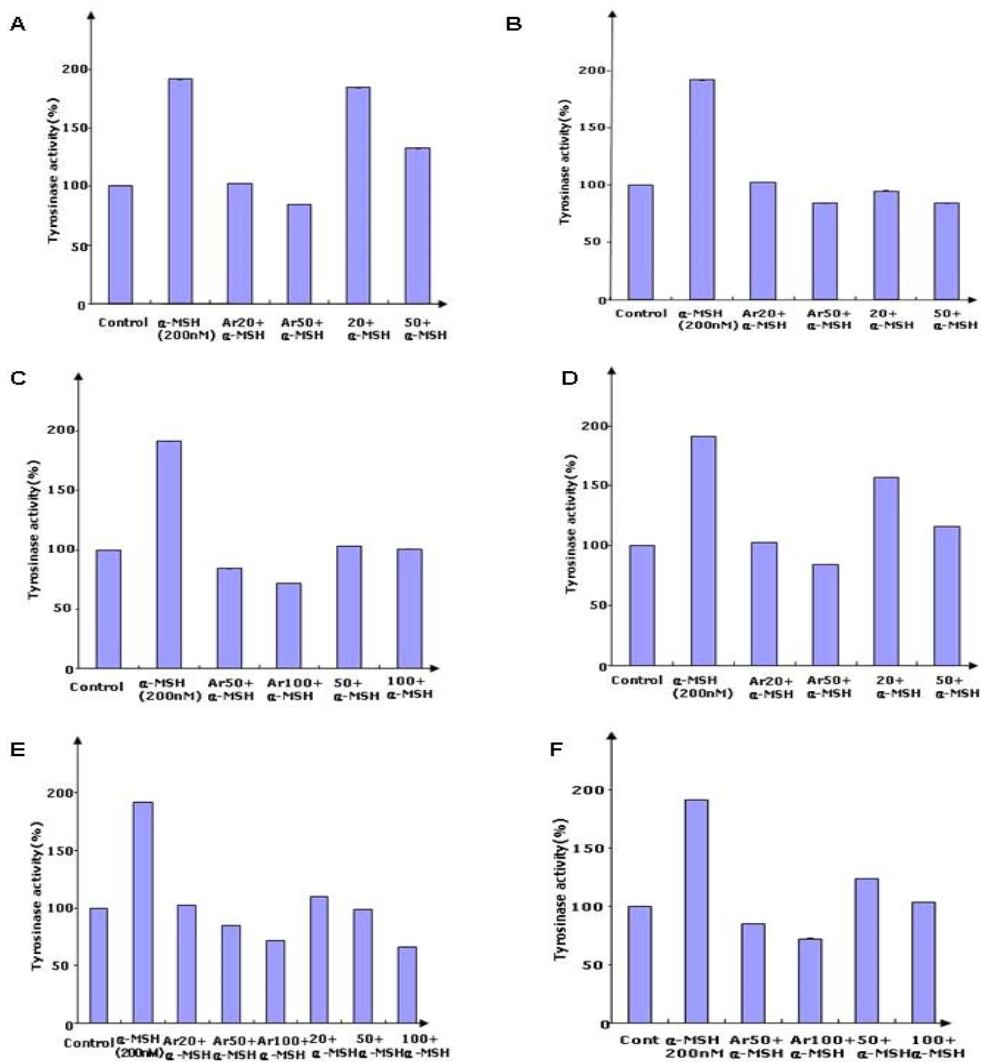 A
Tyrosinase activity(%)
200
150
100
50
0
Control α-MSH Ar20+ Ar50+ 20+ 50+
(200nM) α-MSH α-MSH α-MSH α-MSH
B
Tyrosinase activity(%)
200
150
100
50
0
Control α-MSH Ar20+ Ar50+ 20+ 50+
(200nM) α-MSH α-MSH α-MSH α-MSH
C
Tyrosinase activity(%)
200
150
100
50
0
Control α-MSH Ar50+ Ar100+ 50+ 100+
(200nM) α-MSH α-MSH α-MSH α-MSH
D
Tyrosinase activity(%)
200
150
100
50
0
Control α-MSH Ar20+ Ar50+ 20+ 50+
(200nM) α-MSH α-MSH α-MSH α-MSH
E
Tyrosinase activity(%)
200
150
100
50
0
Control α-MSH Ar20+ Ar50+ Ar100+ 20+ 50+ 100+
(200nM) α-MSH α-MSH α-MSH α-MSH α-MSH α-MSH
F
Tyrosinase activity(%)
200
150
100
50
0
Cont α-MSH Ar50+ Ar100+ 50+ 100+
200nM α-MSH α-MSH α-MSH α-MSH